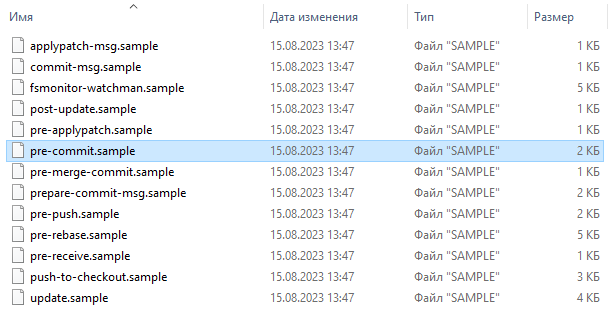 Имя Дата изменения Тип Размер
applypatch-msg.sample 15.08.2023 13:47 Файл "SAMPLE" 1 КБ
commit-msg.sample 15.08.2023 13:47 Файл "SAMPLE" 1 КБ
fsmonitor-watchman.sample 15.08.2023 13:47 Файл "SAMPLE" 5 КБ
post-update.sample 15.08.2023 13:47 Файл "SAMPLE" 1 КБ
pre-applypatch.sample 15.08.2023 13:47 Файл "SAMPLE" 1 КБ
pre-commit.sample 15.08.2023 13:47 Файл "SAMPLE" 2 КБ
pre-merge-commit.sample 15.08.2023 13:47 Файл "SAMPLE" 1 КБ
prepare-commit-msg.sample 15.08.2023 13:47 Файл "SAMPLE" 2 КБ
pre-push.sample 15.08.2023 13:47 Файл "SAMPLE" 2 КБ
pre-rebase.sample 15.08.2023 13:47 Файл "SAMPLE" 5 КБ
pre-receive.sample 15.08.2023 13:47 Файл "SAMPLE" 1 КБ
push-to-checkout.sample 15.08.2023 13:47 Файл "SAMPLE" 3 КБ
update.sample 15.08.2023 13:47 Файл "SAMPLE" 4 КБ